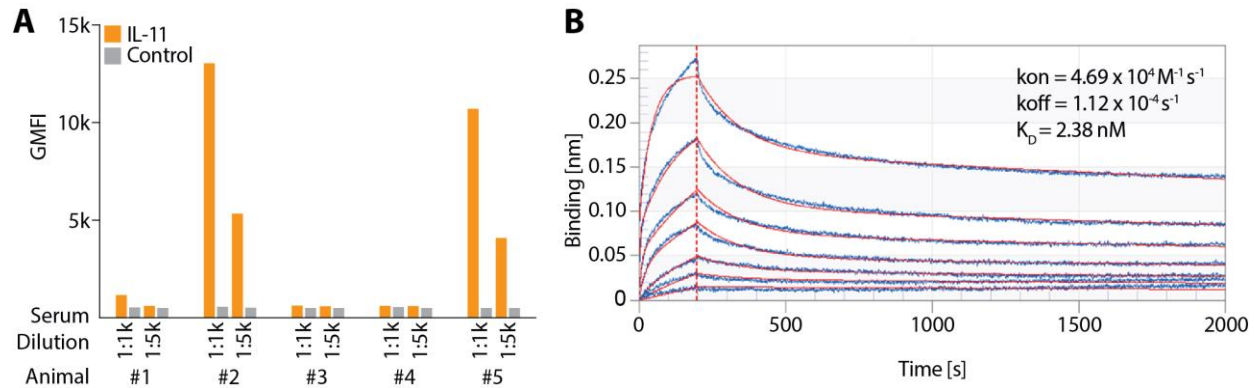 A
15k
IL-11
Control
10k
GMFI
5k
Serum
Dilution
1:1k 1:5k 1:1k 1:5k 1:1k 1:5k 1:1k 1:5k 1:1k 1:5k
Animal #1 #2 #3 #4 #5
B
kon = 4.69 x 10⁴ M⁻¹ s⁻¹
koff = 1.12 x 10⁻⁴ s⁻¹
K_D = 2.38 nM
Binding [nm]
0.25
0.20
0.15
0.10
0.05
0
0 500 1000 1500 2000
Time [s]